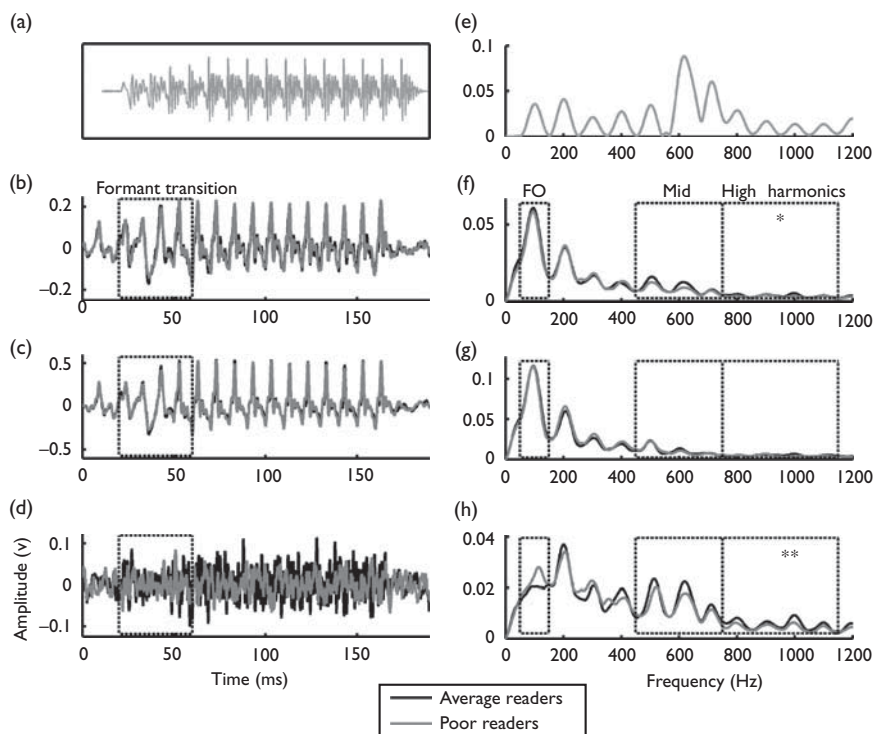 (a)
(b)
Formant transition
0.2
0
−0.2
0 50 100 150
(c)
0.5
0
−0.5
0 50 100 150
(d)
Amplitude (v)
0.1
0
−0.1
0 50 100 150
Time (ms)
(e)
0.1
0.05
0
0 200 400 600 800 1000 1200
(f)
FO Mid High harmonics
*
0.05
0
0 200 400 600 800 1000 1200
(g)
0.1
0.05
0
0 200 400 600 800 1000 1200
(h)
**
0.04
0.02
0
0 200 400 600 800 1000 1200
Frequency (Hz)
Average readers
Poor readers